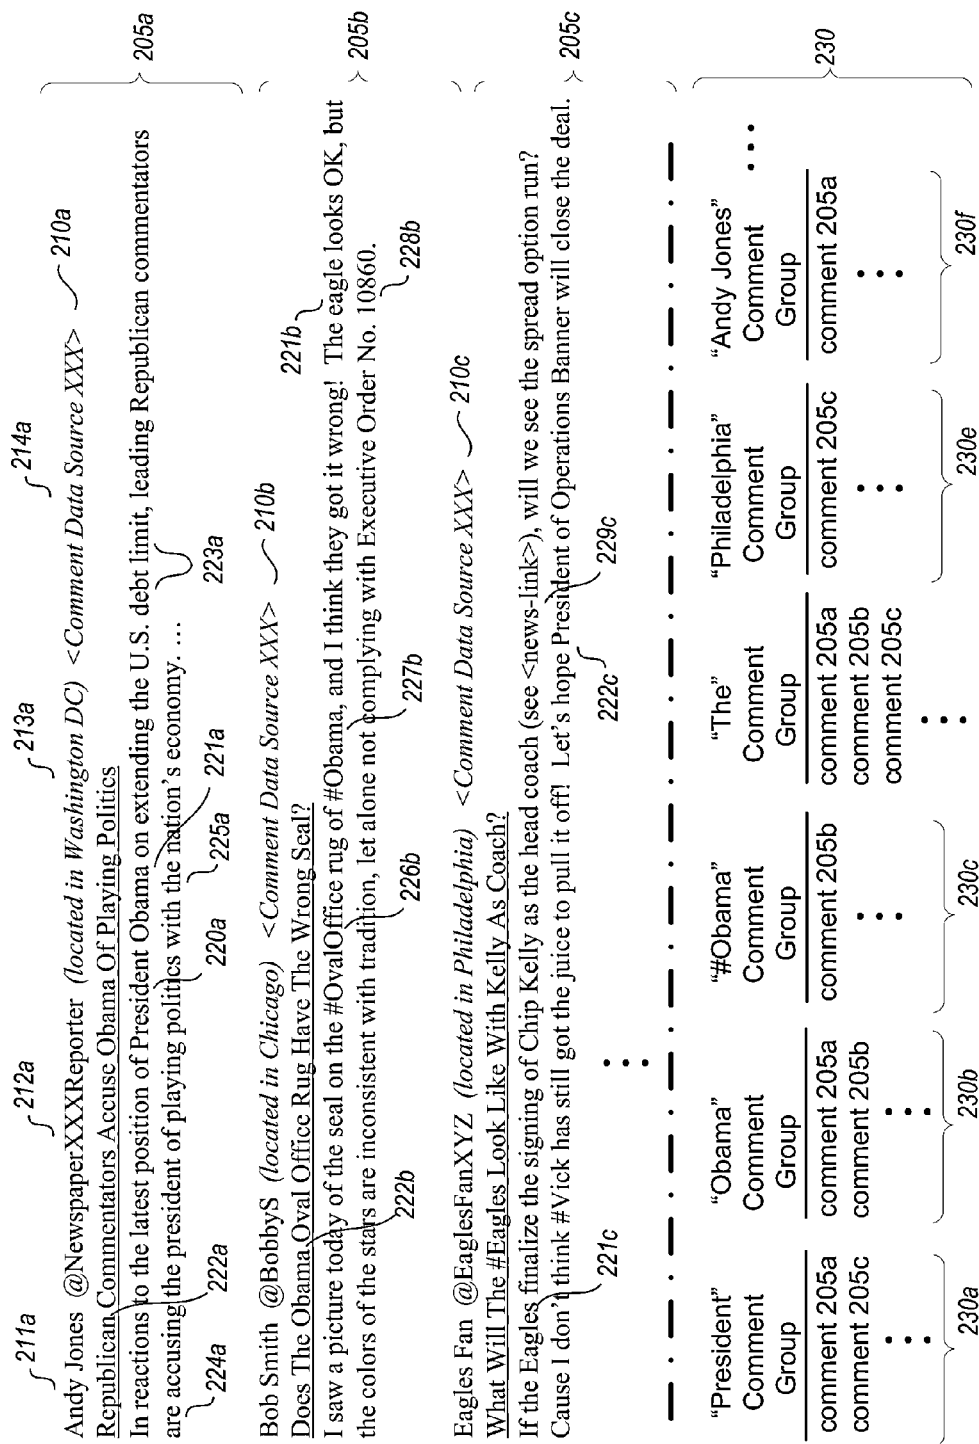 211a
212a
213a
214a
Andy Jones @NewspaperXXXReporter (located in Washington DC) <Comment Data Source XXX>
210a
Republican Commentators Accuse Obama Of Playing Politics
In reactions to the latest position of President Obama on extending the U.S. debt limit, leading Republican commentators
are accusing the president of playing politics with the nation's economy. …
205a
224a
222a
220a
225a
221a
223a
Bob Smith @BobbyS (located in Chicago) <Comment Data Source XXX>
210b
221b
Does The Obama Oval Office Rug Have The Wrong Seal?
I saw a picture today of the seal on the #OvalOffice rug of #Obama, and I think they got it wrong! The eagle looks OK, but
the colors of the stars are inconsistent with tradition, let alone not complying with Executive Order No. 10860.
205b
222b
226b
227b
228b
Eagles Fan @EaglesFanXYZ (located in Philadelphia) <Comment Data Source XXX>
210c
What Will The #Eagles Look Like With Kelly As Coach?
If the Eagles finalize the signing of Chip Kelly as the head coach (see <news-link>), will we see the spread option run?
Cause I don't think #Vick has still got the juice to pull it off! Let's hope President of Operations Banner will close the deal.
205c
221c
222c
229c
"President"
Comment
Group
comment 205a
comment 205c
230a
"Obama"
Comment
Group
comment 205a
comment 205b
230b
"#Obama"
Comment
Group
comment 205b
230c
"The"
Comment
Group
comment 205a
comment 205b
comment 205c
"Philadelphia"
Comment
Group
comment 205c
230e
"Andy Jones"
Comment
Group
comment 205a
230f
230